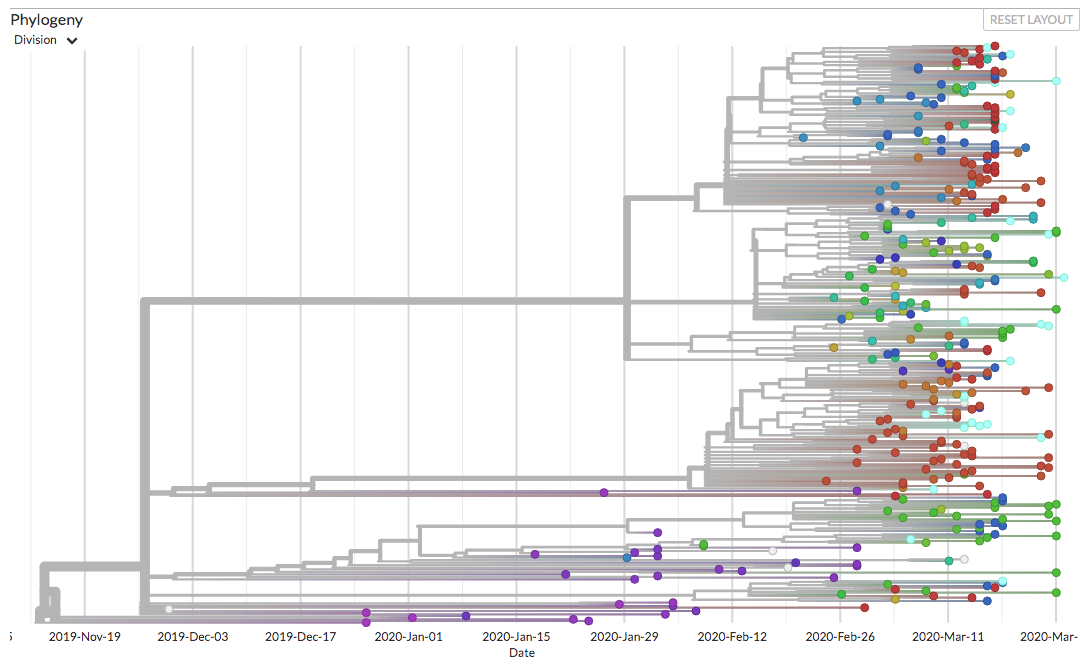 Phylogeny
RESET LAYOUT
Division
5 2019-Nov-19 2019-Dec-03 2019-Dec-17 2020-Jan-01 2020-Jan-15 2020-Jan-29 2020-Feb-12 2020-Feb-26 2020-Mar-11 2020-Mar-
Date